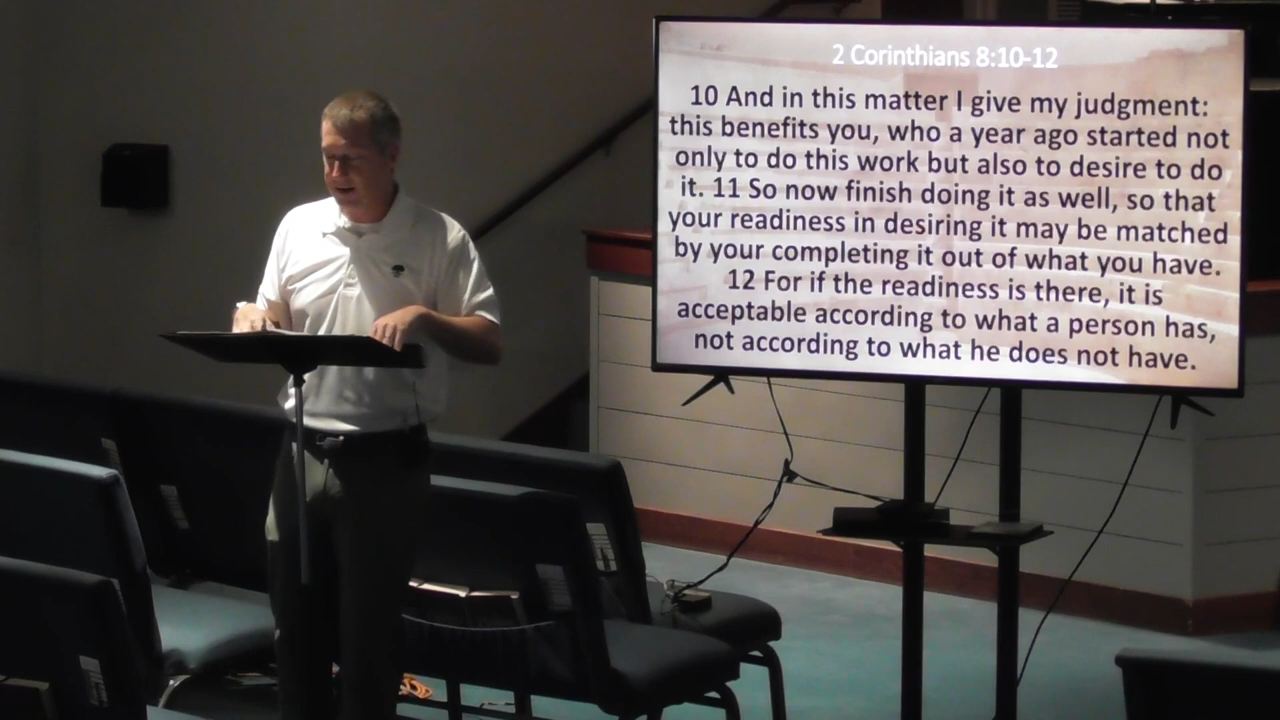 2 Corinthians 8:10-12
10 And in this matter I give my judgment:
this benefits you, who a year ago started not
only to do this work but also to desire to do
it. 11 So now finish doing it as well, so that
your readiness in desiring it may be matched
by your completing it out of what you have.
12 For if the readiness is there, it is
acceptable according to what a person has,
not according to what he does not have.